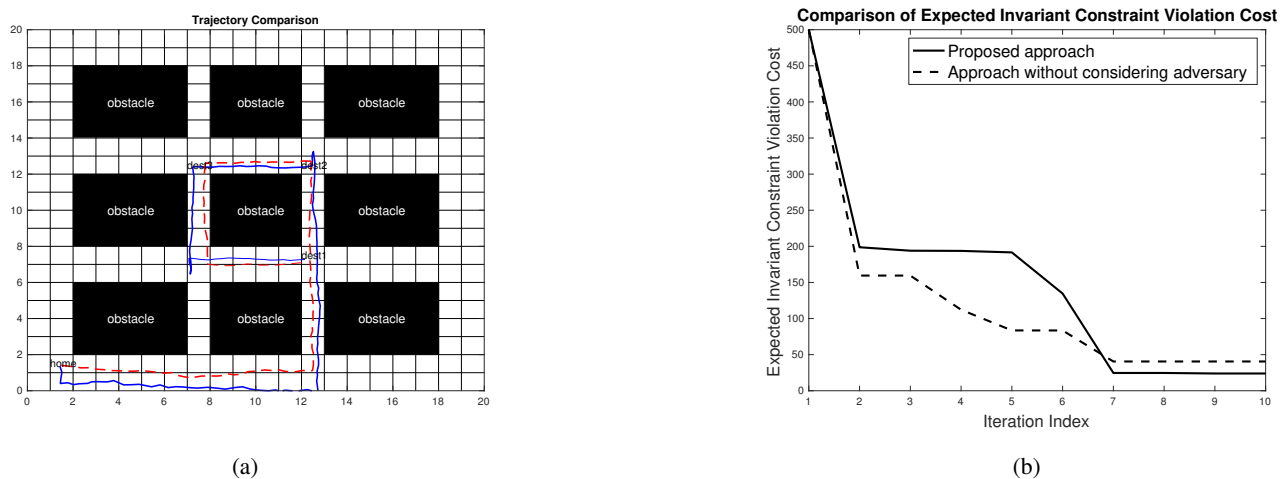 Trajectory Comparison
20
18
16
14
12
10
8
6
4
2
0
obstacle obstacle obstacle
dest3 dest2
obstacle obstacle obstacle
dest1
obstacle obstacle obstacle
home
0 2 4 6 8 10 12 14 16 18 20
(a)
Comparison of Expected Invariant Constraint Violation Cost
Expected Invariant Constraint Violation Cost
500
450
400
350
300
250
200
150
100
50
0
Proposed approach
Approach without considering adversary
1 2 3 4 5 6 7 8 9 10
Iteration Index
(b)